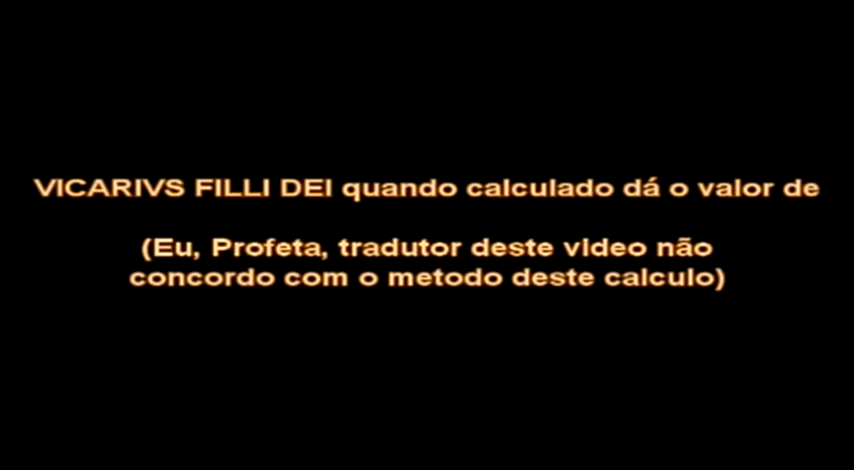 VICARIVS FILLI DEI quando calculado dá o valor de
(Eu, Profeta, tradutor deste video não
concordo com o metodo deste calculo)